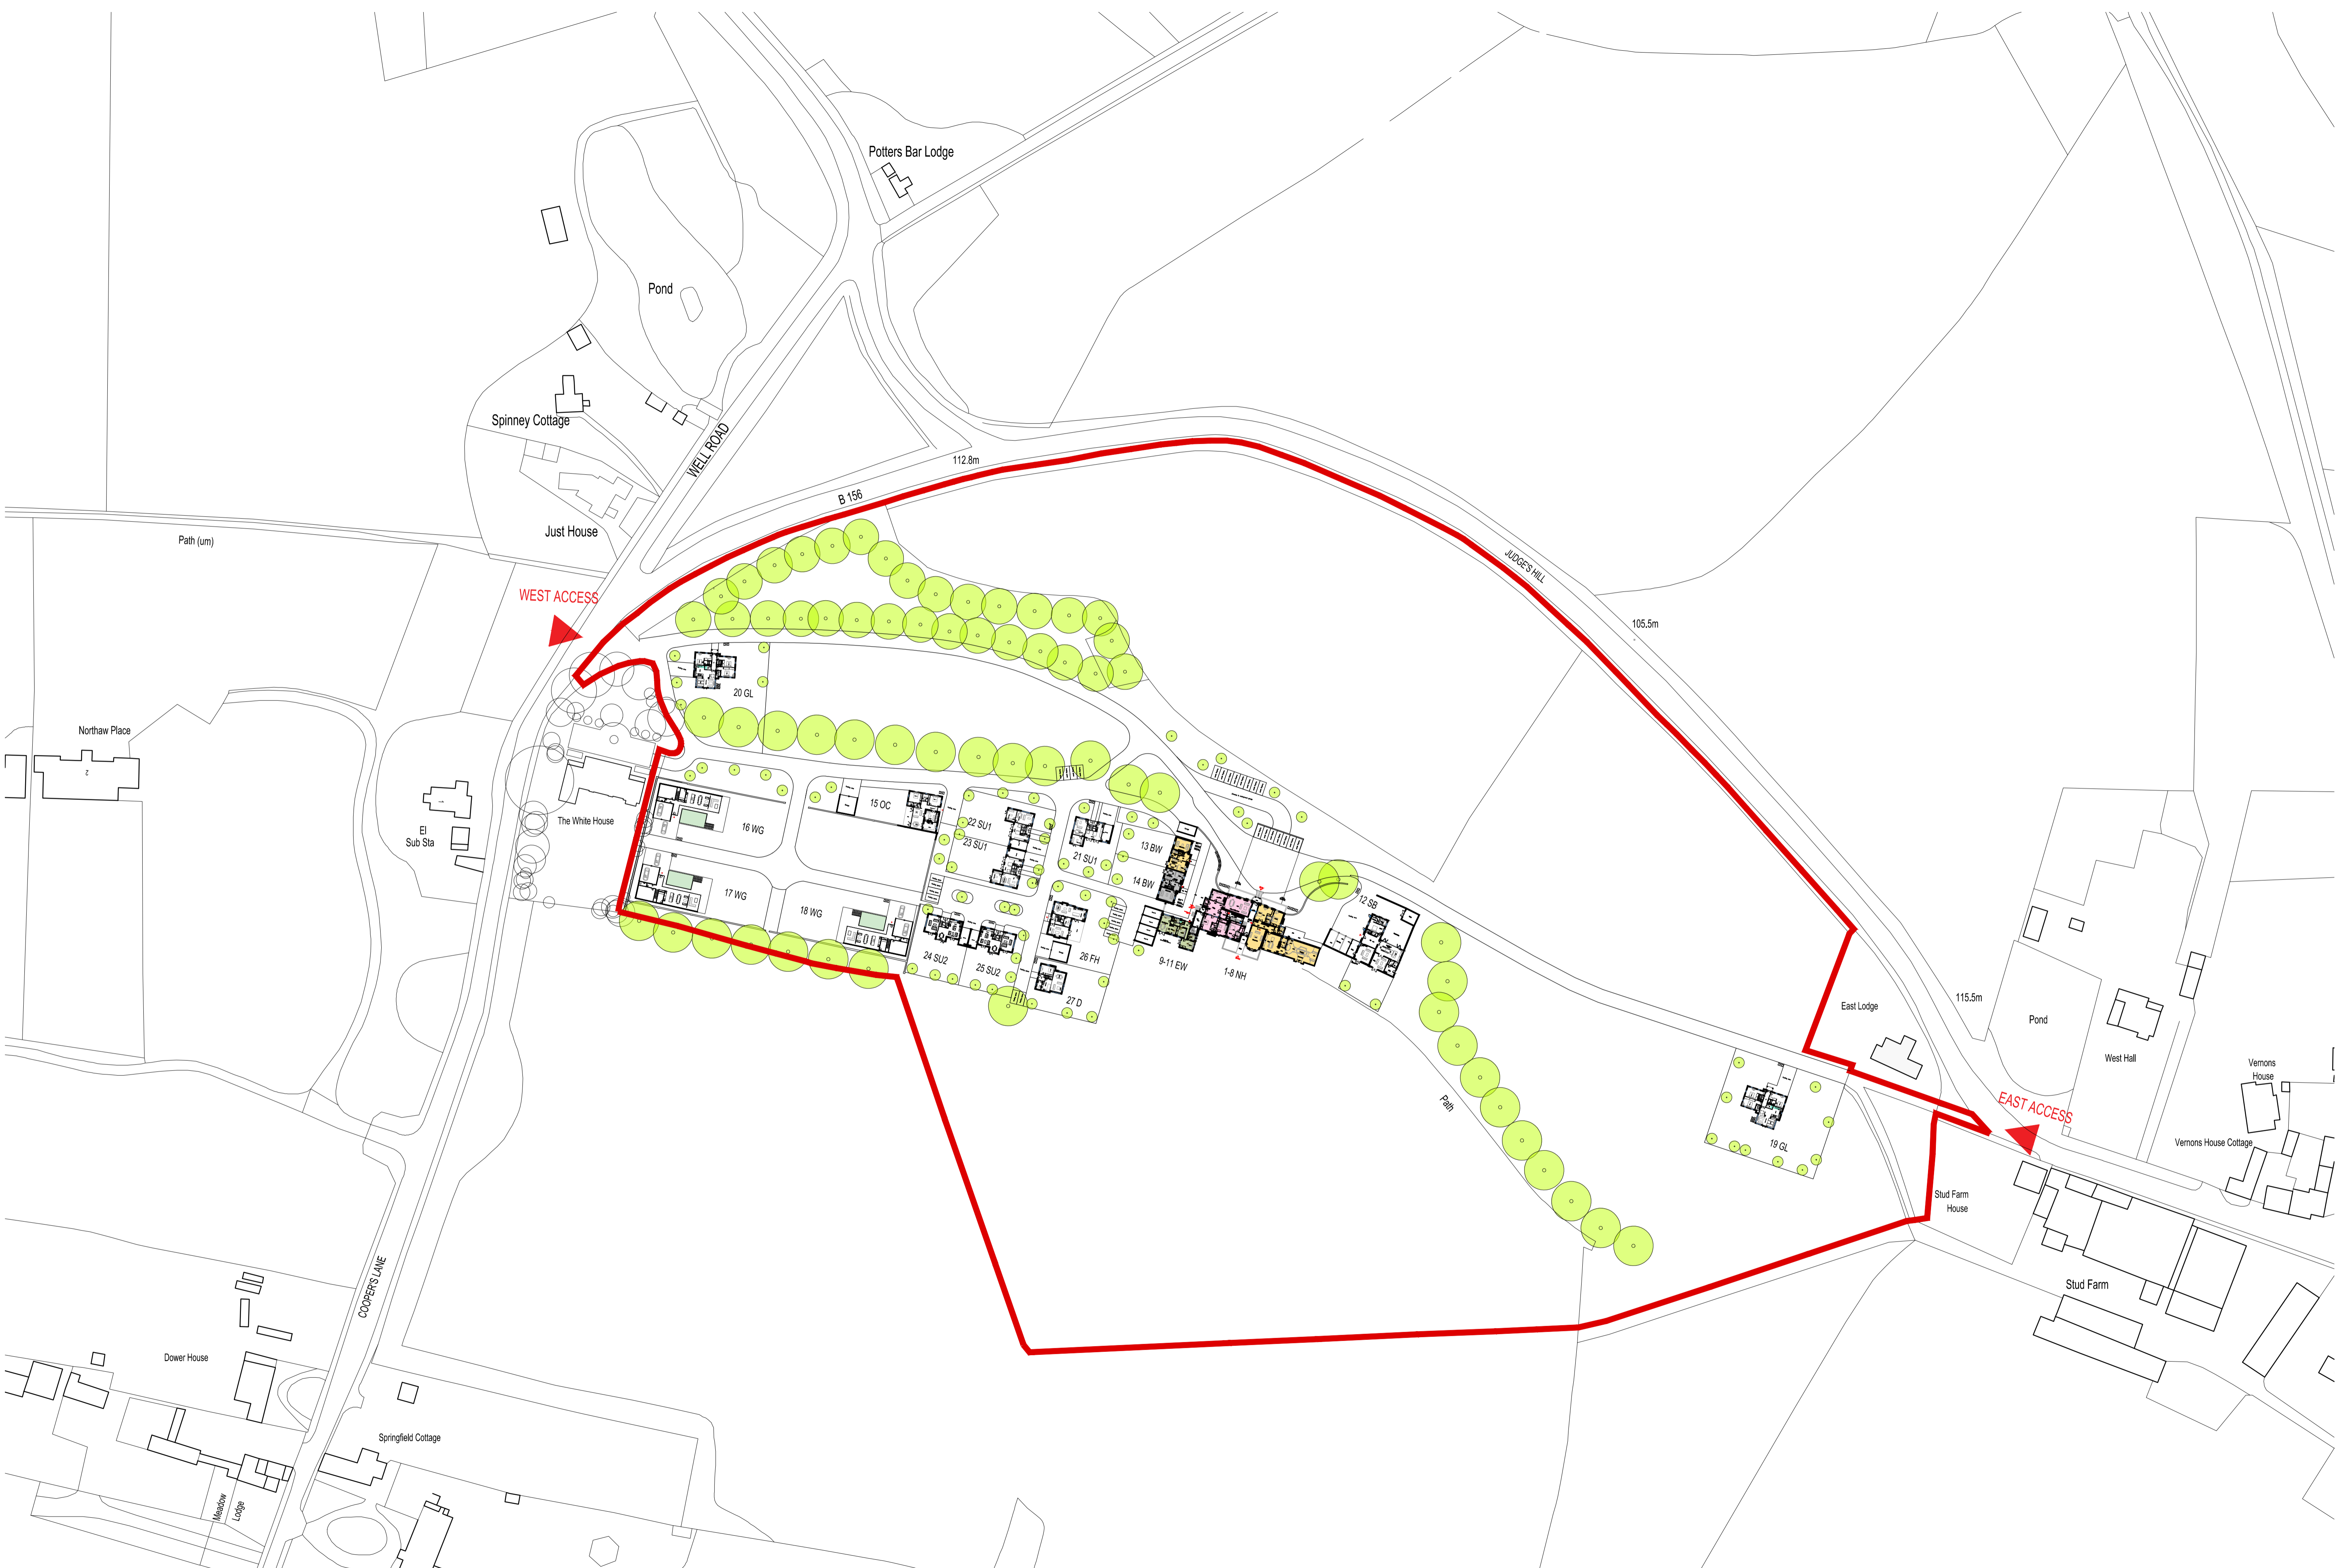 Potters Bar Lodge
Pond
Spinney Cottage
WELL ROAD
112.8m
B 156
Just House
Path (um)
JUDGE'S HILL
WEST ACCESS
105.5m
20 GL
Northaw Place
2
1
15 OC
16 WG
The White House
22 SU1
23 SU1
El
Sub Sta
13 BW
21 SU1
14 BW
17 WG
18 WG
12 SB
24 SU2
25 SU2
26 FH
9-11 EW
1-8 NH
27 D
115.5m
East Lodge
Pond
West Hall
Vernons
House
Path
EAST ACCESS
19 GL
Vernons House Cottage
Stud Farm
House
COOPER'S LANE
Stud Farm
Dower House
Springfield Cottage
Meadow
Lodge